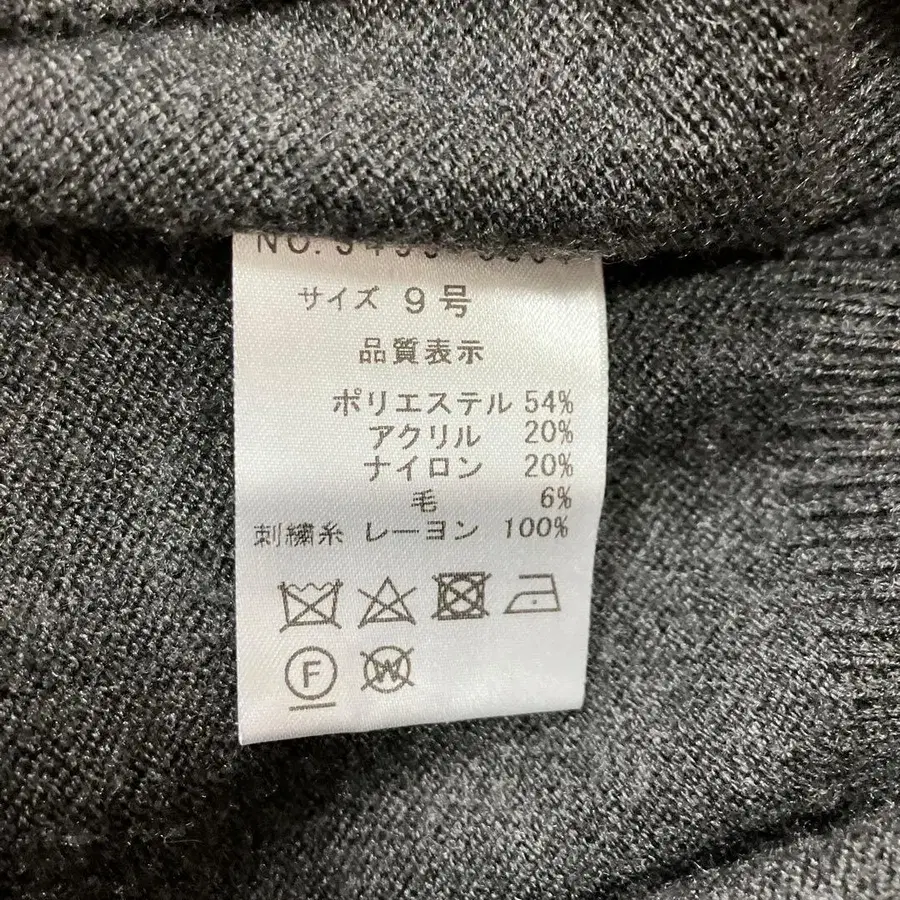 サイズ 9号
品質表示
ポリエステル 54%
アクリル 20%
ナイロン 20%
毛 6%
刺繍糸 レーヨン 100%
F
W